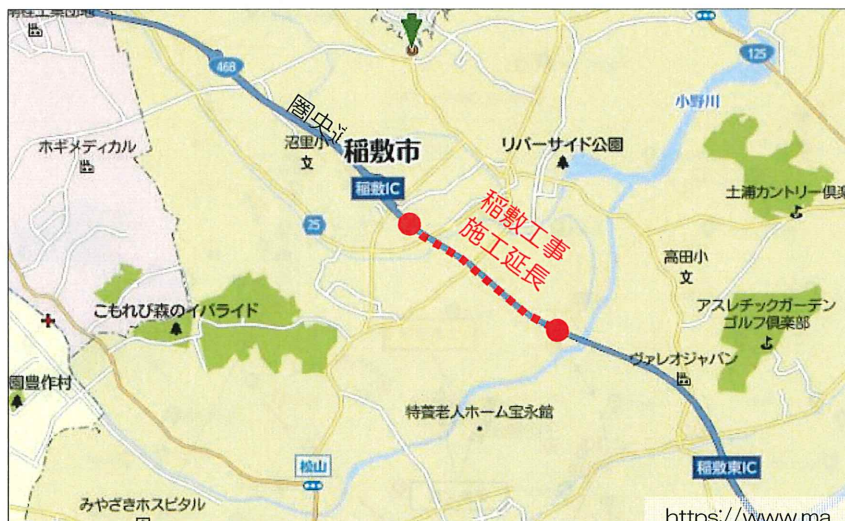 125
468
小野川
圏央
沼里小
稲敷市
ホギメディカル
リバーサイド公園
稲敷IC
稲敷工事
施工延長
土浦カントリー倶楽
25
高田小
こもれび森のイバライド
アスレチックガーデン
ゴルフ倶楽部
ヴァレオジャパン
園豊作村
特養老人ホーム宝永館
松山
稲敷東IC
みやざきホスピタル
https://www.ma